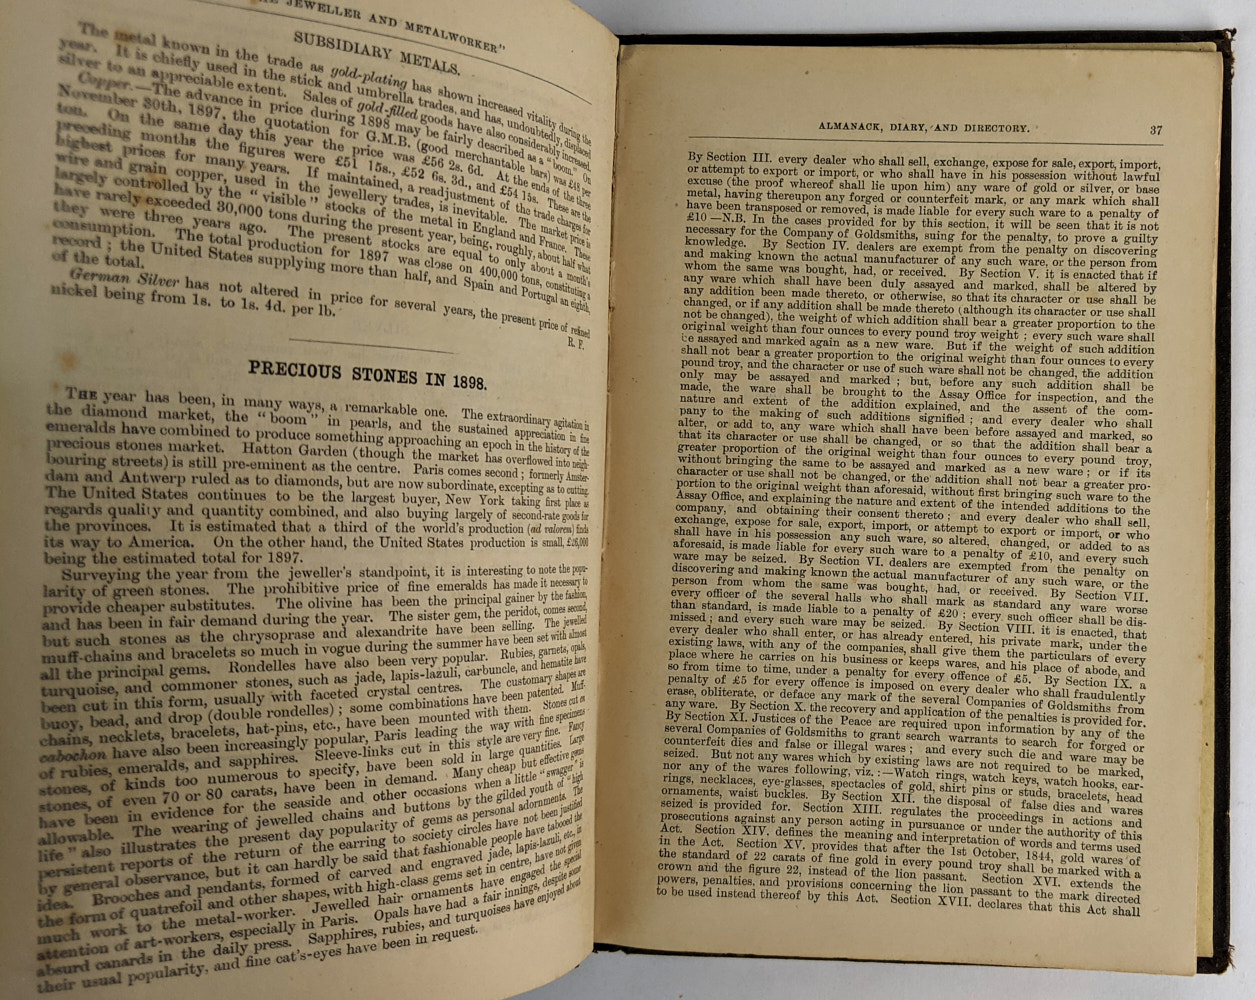 JEWELLER AND METALWORKER"
SUBSIDIARY METALS.
The metal known in the trade as gold-plating has shown increased vitality during the
year. It is chiefly used in the stick and umbrella trades, and has, undoubtedly, displaced
silver to an appreciable extent. Sales of gold-filled goods have also considerably increased.
Copper.—The advance in price during 1898 may be fairly described as a "boom." On
November 30th, 1897, the quotation for G.M.B. (good merchantable bars) was £48 per
ton. On the same day this year the price was £56 2s. 6d. At the ends of the three
preceding months the figures were £51 15s., £52 6s. 3d., and £54 15s. These are the
highest prices for many years. If maintained, a readjustment of the trade charges for
wire and grain copper, used in the jewellery trades, is inevitable. The market price is
largely controlled by the "visible" stocks of the metal in England and France. These
have rarely exceeded 30,000 tons during the present year, being, roughly, about half what
they were three years ago. The present stocks are equal to only about a month's
consumption. The total production for 1897 was close on 400,000 tons, constituting a
record; the United States supplying more than half, and Spain and Portugal an eighth,
of the total.
German Silver has not altered in price for several years, the present price of refined
nickel being from 1s. to 1s. 4d. per lb.
R. F.
PRECIOUS STONES IN 1898.
THE year has been, in many ways, a remarkable one. The extraordinary agitation in
the diamond market, the "boom" in pearls, and the sustained appreciation in fine
emeralds have combined to produce something approaching an epoch in the history of the
precious stones market. Hatton Garden (though the market has overflowed into neigh-
bouring streets) is still pre-eminent as the centre. Paris comes second; formerly Amster-
dam and Antwerp ruled as to diamonds, but are now subordinate, excepting as to cutting.
The United States continues to be the largest buyer, New York taking first place as
regards quality and quantity combined, and also buying largely of second-rate goods for
the provinces. It is estimated that a third of the world's production (ad valorem) finds
its way to America. On the other hand, the United States production is small, £26,000
being the estimated total for 1897.
Surveying the year from the jeweller's standpoint, it is interesting to note the popu-
larity of green stones. The prohibitive price of fine emeralds has made it necessary to
provide cheaper substitutes. The olivine has been the principal gainer by the fashion,
and has been in fair demand during the year. The sister gem, the peridot, comes second,
but such stones as the chrysoprase and alexandrite have been selling. The jewelled
muff-chains and bracelets so much in vogue during the summer have been set with almost
all the principal gems. Rondelles have also been very popular. Rubies, garnets, opals,
turquoise, and commoner stones, such as jade, lapis-lazuli, carbuncle, and hematite have
been cut in this form, usually with faceted crystal centres. The customary shapes are
buoy, bead, and drop (double rondelles); some combinations have been patented. Muff-
chains, necklets, bracelets, hat-pins, etc., have been mounted with them. Stones cut en
cabochon have also been increasingly popular, Paris leading the way with fine specimens
of rubies, emeralds, and sapphires. Sleeve-links cut in this style are very fine. Fancy
stones, of kinds too numerous to specify, have been sold in large quantities. Large
stones, of even 70 or 80 carats, have been in demand. Many cheap but effective gems
have been in evidence for the seaside and other occasions when a little "swagger" is
allowable. The wearing of jewelled chains and buttons by the gilded youth of "high
life" also illustrates the present day popularity of gems as personal adornments. The
persistent reports of the return of the earring to society circles have not been justified
by general observance, but it can hardly be said that fashionable people have tabooed the
idea. Brooches and pendants, formed of carved and engraved jade, lapis-lazuli, etc., in
the form of quatrefoil and other shapes, with high-class gems set in centre, have not given
much work to the metal-worker. Jewelled hair ornaments have engaged the special
attention of art-workers, especially in Paris. Opals have had a fair innings, despite some
absurd canards in the daily press. Sapphires, rubies, and turquoises have enjoyed about
their usual popularity, and fine cat's-eyes have been in request.
ALMANACK, DIARY, AND DIRECTORY. 37
By Section III. every dealer who shall sell, exchange, expose for sale, export, import,
or attempt to export or import, or who shall have in his possession without lawful
excuse (the proof whereof shall lie upon him) any ware of gold or silver, or base
metal, having thereupon any forged or counterfeit mark, or any mark which shall
have been transposed or removed, is made liable for every such ware to a penalty of
£10 —N.B. In the cases provided for by this section, it will be seen that it is not
necessary for the Company of Goldsmiths, suing for the penalty, to prove a guilty
knowledge. By Section IV. dealers are exempt from the penalty on discovering
and making known the actual manufacturer of any such ware, or the person from
whom the same was bought, had, or received. By Section V. it is enacted that if
any ware which shall have been duly assayed and marked, shall be altered by
any addition been made thereto, or otherwise, so that its character or use shall be
changed, or if any addition shall be made thereto (although its character or use shall
not be changed), the weight of which addition shall bear a greater proportion to the
original weight than four ounces to every pound troy weight; every such ware shall
be assayed and marked again as a new ware. But if the weight of such addition
shall not bear a greater proportion to the original weight than four ounces to every
pound troy, and the character or use of such ware shall not be changed, the addition
only may be assayed and marked; but, before any such addition shall be
made, the ware shall be brought to the Assay Office for inspection, and the
nature and extent of the addition explained, and the assent of the com-
pany to the making of such additions signified; and every dealer who shall
alter, or add to, any ware which shall have been before assayed and marked, so
that its character or use shall be changed, or so that the addition shall bear a
greater proportion of the original weight than four ounces to every pound troy,
without bringing the same to be assayed and marked as a new ware; or if its
character or use shall not be changed, or the addition shall not bear a greater pro-
portion to the original weight than aforesaid, without first bringing such ware to the
Assay Office, and explaining the nature and extent of the intended additions to the
company, and obtaining their consent thereto; and every dealer who shall sell,
exchange, expose for sale, export, import, or attempt to export or import, or who
shall have in his possession any such ware, so altered, changed, or added to as
aforesaid, is made liable for every such ware to a penalty of £10, and every such
ware may be seized. By Section VI. dealers are exempted from the penalty on
discovering and making known the actual manufacturer of any such ware, or the
person from whom the same was bought, had, or received. By Section VII.
every officer of the several halls who shall mark as standard any ware worse
than standard, is made liable to a penalty of £20; every such officer shall be dis-
missed; and every such ware may be seized. By Section VIII. it is enacted, that
every dealer who shall enter, or has already entered, his private mark, under the
existing laws, with any of the companies, shall give them the particulars of every
place where he carries on his business or keeps wares, and his place of abode, and
so from time to time, under a penalty for every offence of £5. By Section IX. a
penalty of £5 for every offence is imposed on every dealer who shall fraudulently
erase, obliterate, or deface any mark of the several Companies of Goldsmiths from
any ware. By Section X. the recovery and application of the penalties is provided for.
By Section XI. Justices of the Peace are required upon information by any of the
several Companies of Goldsmiths to grant search warrants to search for forged or
counterfeit dies and false or illegal wares; and every such die and ware may be
seized. But not any wares which by existing laws are not required to be marked,
nor any of the wares following, viz.:—Watch rings, watch keys, watch hooks, ear-
rings, necklaces, eye-glasses, spectacles of gold, shirt pins or studs, bracelets, head
ornaments, waist buckles. By Section XII. the disposal of false dies and wares
seized is provided for. Section XIII. regulates the proceedings in actions and
prosecutions against any person acting in pursuance or under the authority of this
Act. Section XIV. defines the meaning and interpretation of words and terms used
in the Act. Section XV. provides that after the 1st October, 1844, gold wares of
the standard of 22 carats of fine gold in every pound troy shall be marked with a
crown and the figure 22, instead of the lion passant. Section XVI. extends the
powers, penalties, and provisions concerning the lion passant to the mark directed
to be used instead thereof by this Act. Section XVII. declares that this Act shall